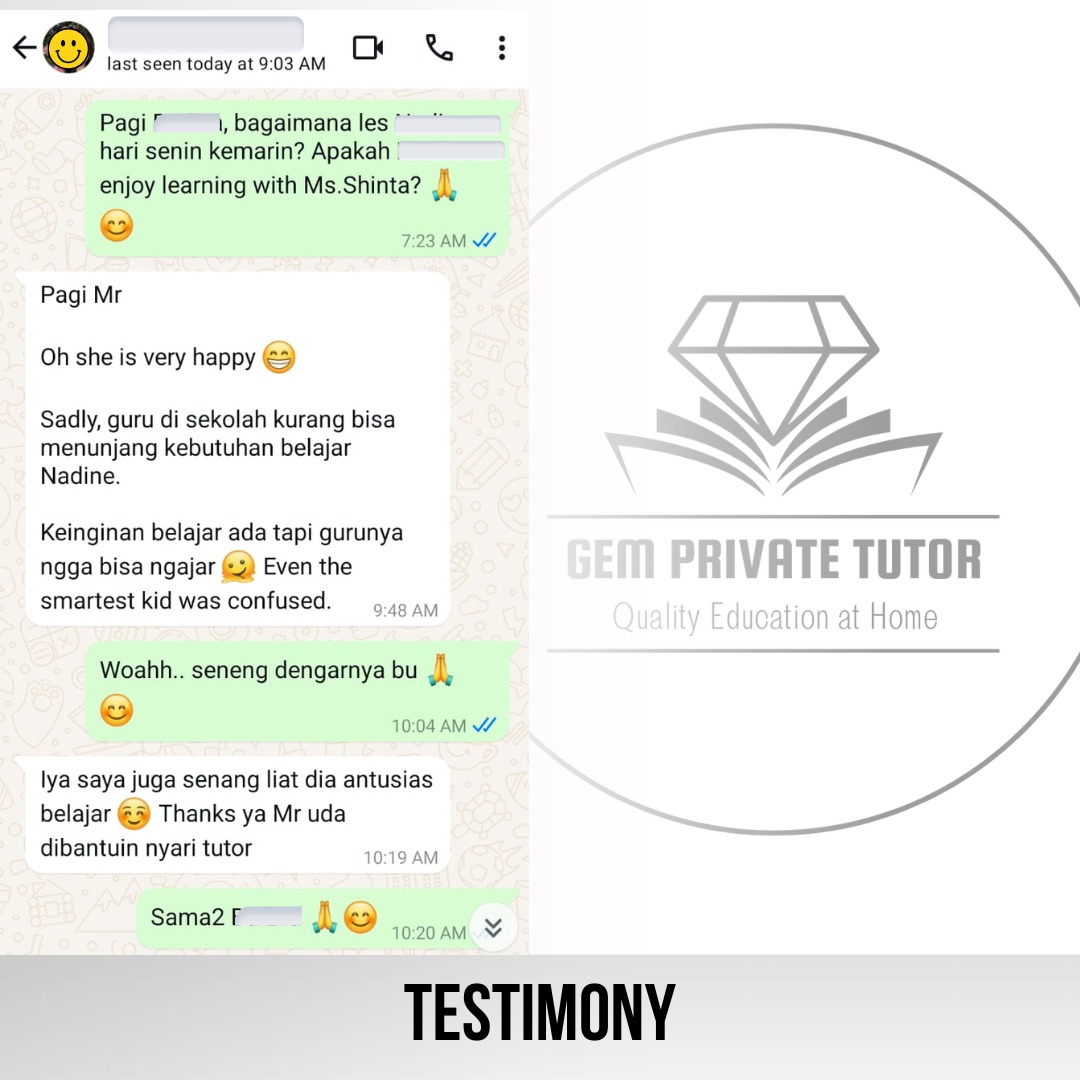 last seen today at 9:03 AM
Pagi, bagaimana les
hari senin kemarin? Apakah
enjoy learning with Ms.Shinta? 🙏
😊
7:23 AM
Pagi Mr
Oh she is very happy 😁
Sadly, guru di sekolah kurang bisa
menunjang kebutuhan belajar
Nadine.
Keinginan belajar ada tapi gurunya
ngga bisa ngajar 🫠 Even the
smartest kid was confused.
9:48 AM
Woahh.. seneng dengarnya bu 🙏
😊
10:04 AM
Iya saya juga senang liat dia antusias
belajar ☺️ Thanks ya Mr uda
dibantuin nyari tutor
10:19 AM
Sama2 🙏😊
10:20 AM
GEM PRIVATE TUTOR
Quality Education at Home
TESTIMONY